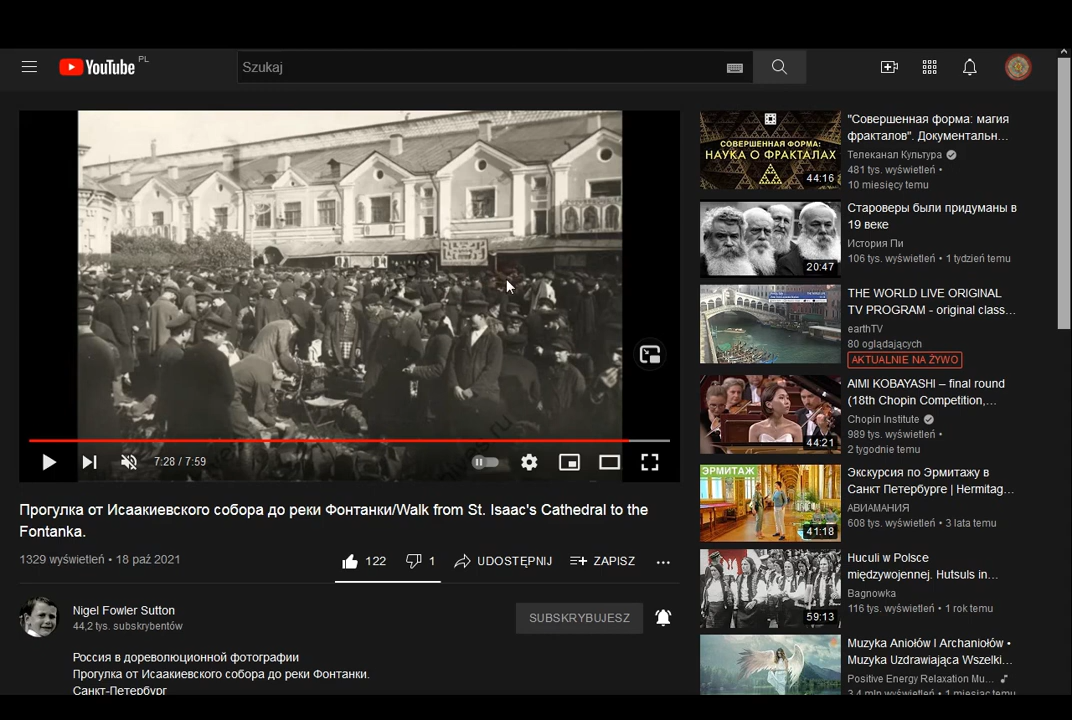 YouTube PL
Szukaj
7:28 / 7:59
Прогулка от Исаакиевского собора до реки Фонтанки/Walk from St. Isaac's Cathedral to the
Fontanka.
1329 wyświetleń • 18 paź 2021
122
1
UDOSTĘPNIJ
ZAPISZ
Nigel Fowler Sutton
44,2 tys. subskrybentów
SUBSKRYBUJESZ
Россия в дореволюционной фотографии
Прогулка от Исаакиевского собора до реки Фонтанки.
Санкт-Петербург
СОВЕРШЕННАЯ ФОРМА:
НАУКА О ФРАКТАЛАХ
44:16
"Совершенная форма: магия
фракталов". Документальн...
Телеканал Культура
481 tys. wyświetleń •
10 miesięcy temu
20:47
Староверы были придуманы в
19 веке
История Пи
106 tys. wyświetleń • 1 tydzień temu
THE WORLD LIVE ORIGINAL
TV PROGRAM - original class...
earthTV
80 oglądających
AKTUALNIE NA ŻYWO
44:21
AIMI KOBAYASHI – final round
(18th Chopin Competition,...
Chopin Institute
989 tys. wyświetleń •
2 tygodnie temu
ЭРМИТАЖ
41:18
Экскурсия по Эрмитажу в
Санкт Петербурге | Hermitag...
АВИАМАНИЯ
608 tys. wyświetleń • 3 lata temu
59:13
Huculi w Polsce
międzywojennej. Hutsuls in...
Bagnowka
116 tys. wyświetleń • 1 rok temu
Muzyka Aniołów I Archaniołów •
Muzyka Uzdrawiająca Wszelki...
Positive Energy Relaxation Mu...
3,4 mln wyświetleń • 1 miesiąc temu